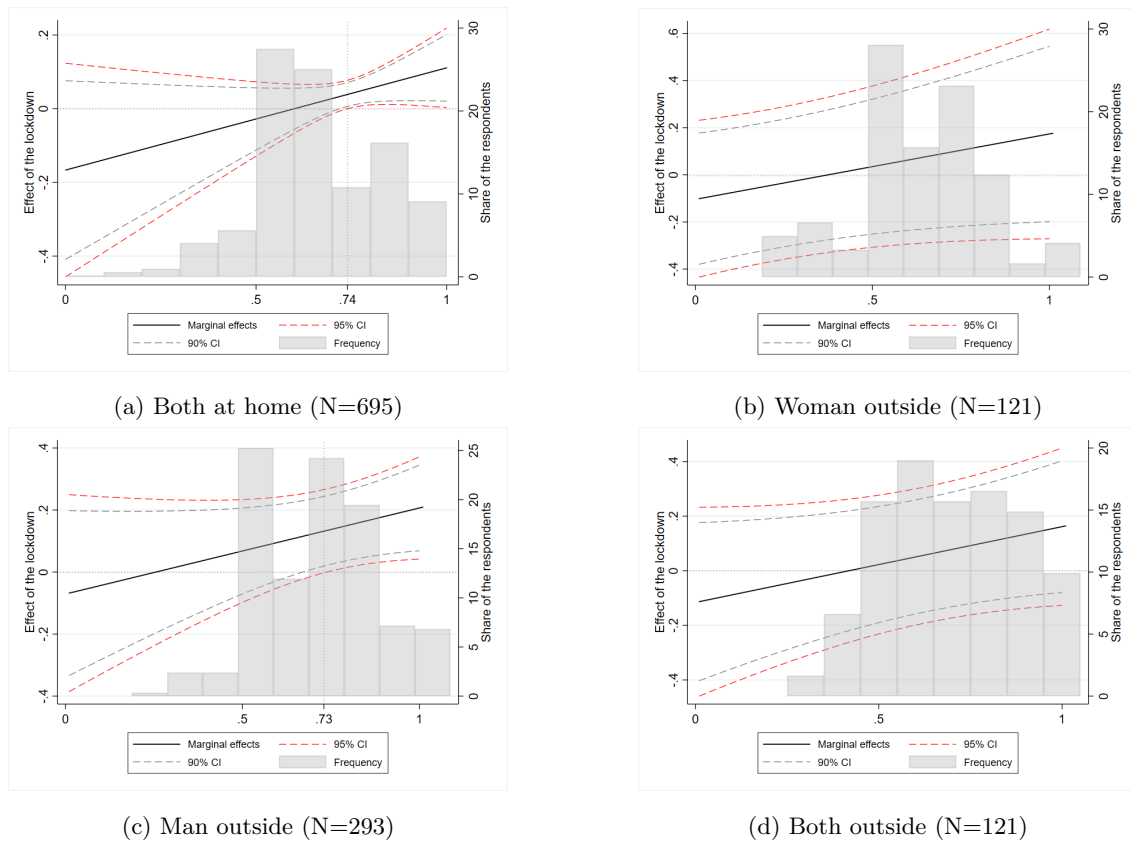 .2
0
-.2
-.4
Effect of the lockdown
30
20
10
0
Share of the respondents
0 .5 .74 1
Marginal effects 95% CI
90% CI Frequency
(a) Both at home (N=695)
.6
.4
.2
0
-.2
-.4
Effect of the lockdown
30
20
10
0
Share of the respondents
0 .5 1
Marginal effects 95% CI
90% CI Frequency
(b) Woman outside (N=121)
.4
.2
0
-.2
-.4
Effect of the lockdown
25
20
15
10
5
0
Share of the respondents
0 .5 .73 1
Marginal effects 95% CI
90% CI Frequency
(c) Man outside (N=293)
.4
.2
0
-.2
-.4
Effect of the lockdown
20
15
10
5
0
Share of the respondents
0 .5 1
Marginal effects 95% CI
90% CI Frequency
(d) Both outside (N=121)